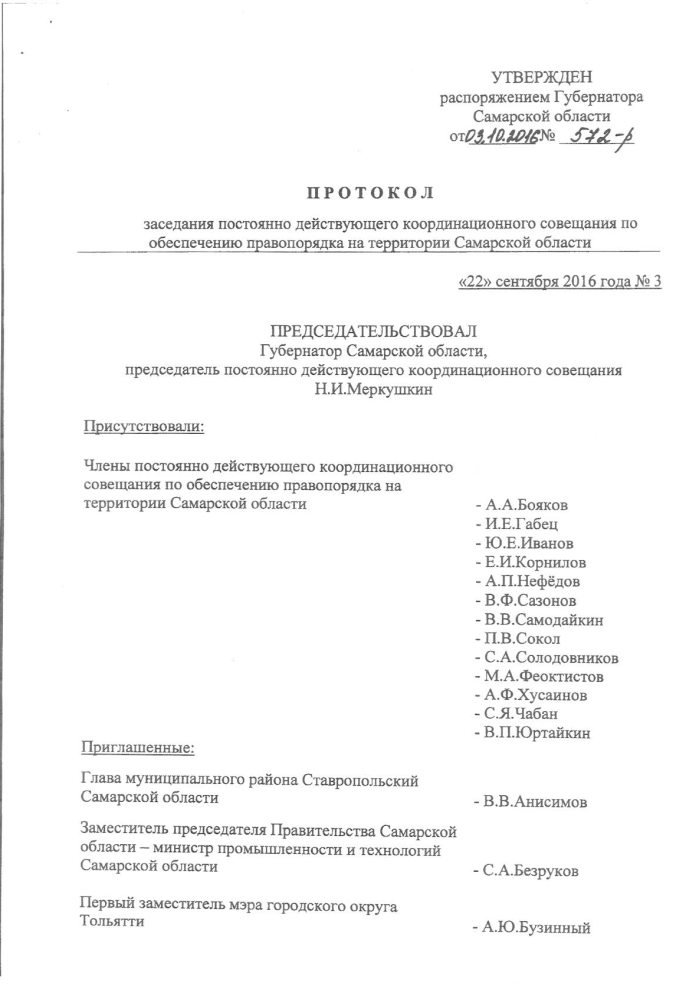 УТВЕРЖДЕН
распоряжением Губернатора
Самарской области
от 03.10.2016 № 572-р
П Р О Т О К О Л
заседания постоянно действующего координационного совещания по
обеспечению правопорядка на территории Самарской области
«22» сентября 2016 года № 3
ПРЕДСЕДАТЕЛЬСТВОВАЛ
Губернатор Самарской области,
председатель постоянно действующего координационного совещания
Н.И.Меркушкин
Присутствовали:
Члены постоянно действующего координационного
совещания по обеспечению правопорядка на
территории Самарской области - А.А.Бояков
- И.Е.Габец
- Ю.Е.Иванов
- Е.И.Корнилов
- А.П.Нефёдов
- В.Ф.Сазонов
- В.В.Самодайкин
- П.В.Сокол
- С.А.Солодовников
- М.А.Феоктистов
- А.Ф.Хусаинов
- С.Я.Чабан
- В.П.Юртайкин
Приглашенные:
Глава муниципального района Ставропольский
Самарской области - В.В.Анисимов
Заместитель председателя Правительства Самарской
области – министр промышленности и технологий
Самарской области - С.А.Безруков
Первый заместитель мэра городского округа
Тольятти - А.Ю.Бузинный